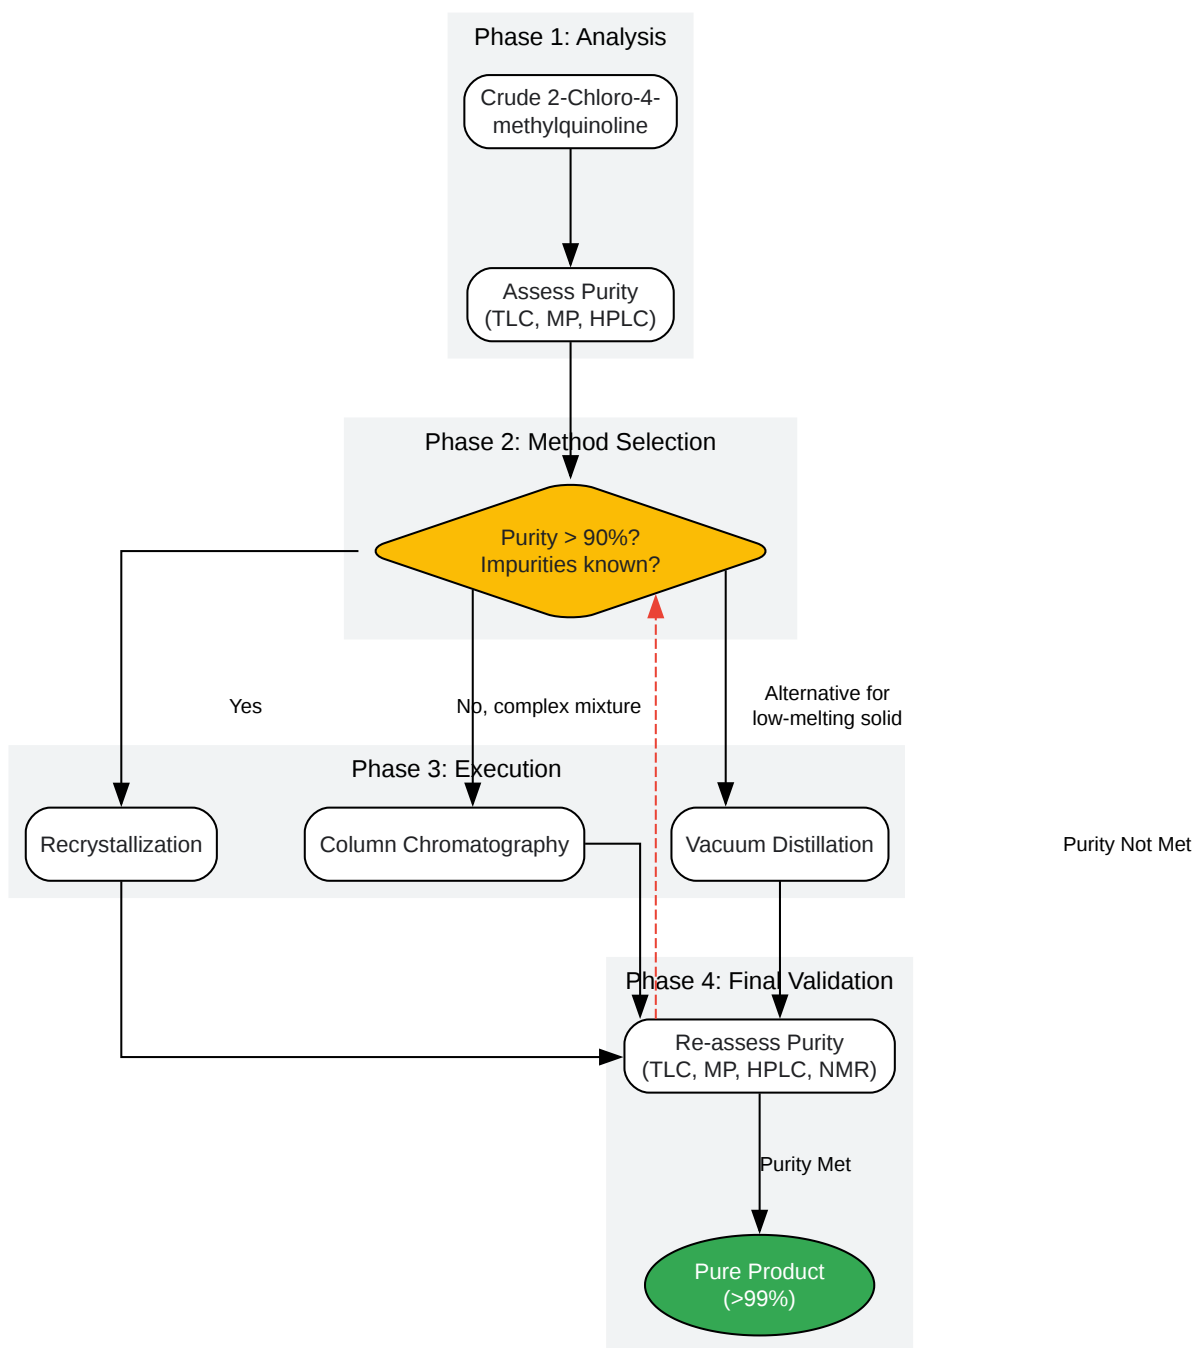 Phase 1: Analysis
Crude 2-Chloro-4-
methylquinoline
Assess Purity
(TLC, MP, HPLC)
Phase 2: Method Selection
Purity > 90%?
Impurities known?
Yes
No, complex mixture
Alternative for
low-melting solid
Phase 3: Execution
Recrystallization
Column Chromatography
Vacuum Distillation
Purity Not Met
Phase 4: Final Validation
Re-assess Purity
(TLC, MP, HPLC, NMR)
Purity Met
Pure Product
(>99%)